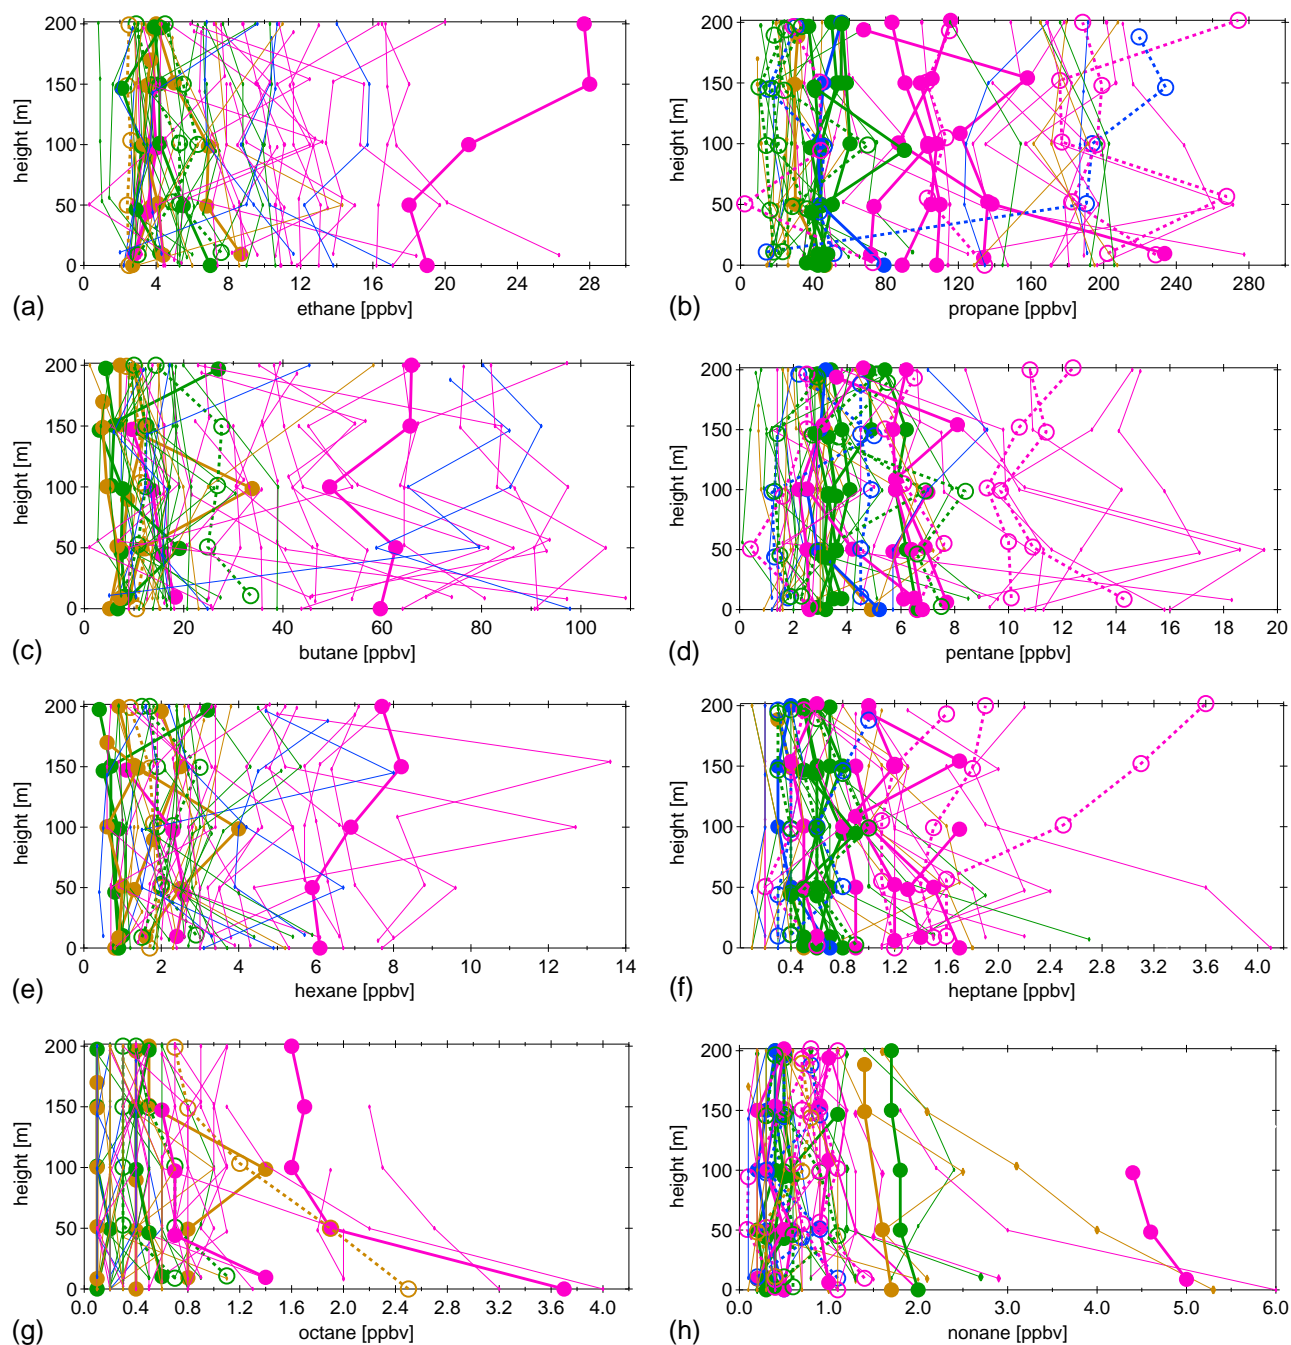 200
150
100
50
0
height [m]
0 4 8 12 16 20 24 28
ethane [ppbv]
(a)
200
150
100
50
0
height [m]
0 40 80 120 160 200 240 280
propane [ppbv]
(b)
200
150
100
50
0
height [m]
0 20 40 60 80 100
butane [ppbv]
(c)
200
150
100
50
0
height [m]
0 2 4 6 8 10 12 14 16 18 20
pentane [ppbv]
(d)
200
150
100
50
0
height [m]
0 2 4 6 8 10 12 14
hexane [ppbv]
(e)
200
150
100
50
0
height [m]
0.4 0.8 1.2 1.6 2.0 2.4 2.8 3.2 3.6 4.0
heptane [ppbv]
(f)
200
150
100
50
0
height [m]
0.0 0.4 0.8 1.2 1.6 2.0 2.4 2.8 3.2 3.6 4.0
octane [ppbv]
(g)
200
150
100
50
0
height [m]
0.0 1.0 2.0 3.0 4.0 5.0 6.0
nonane [ppbv]
(h)